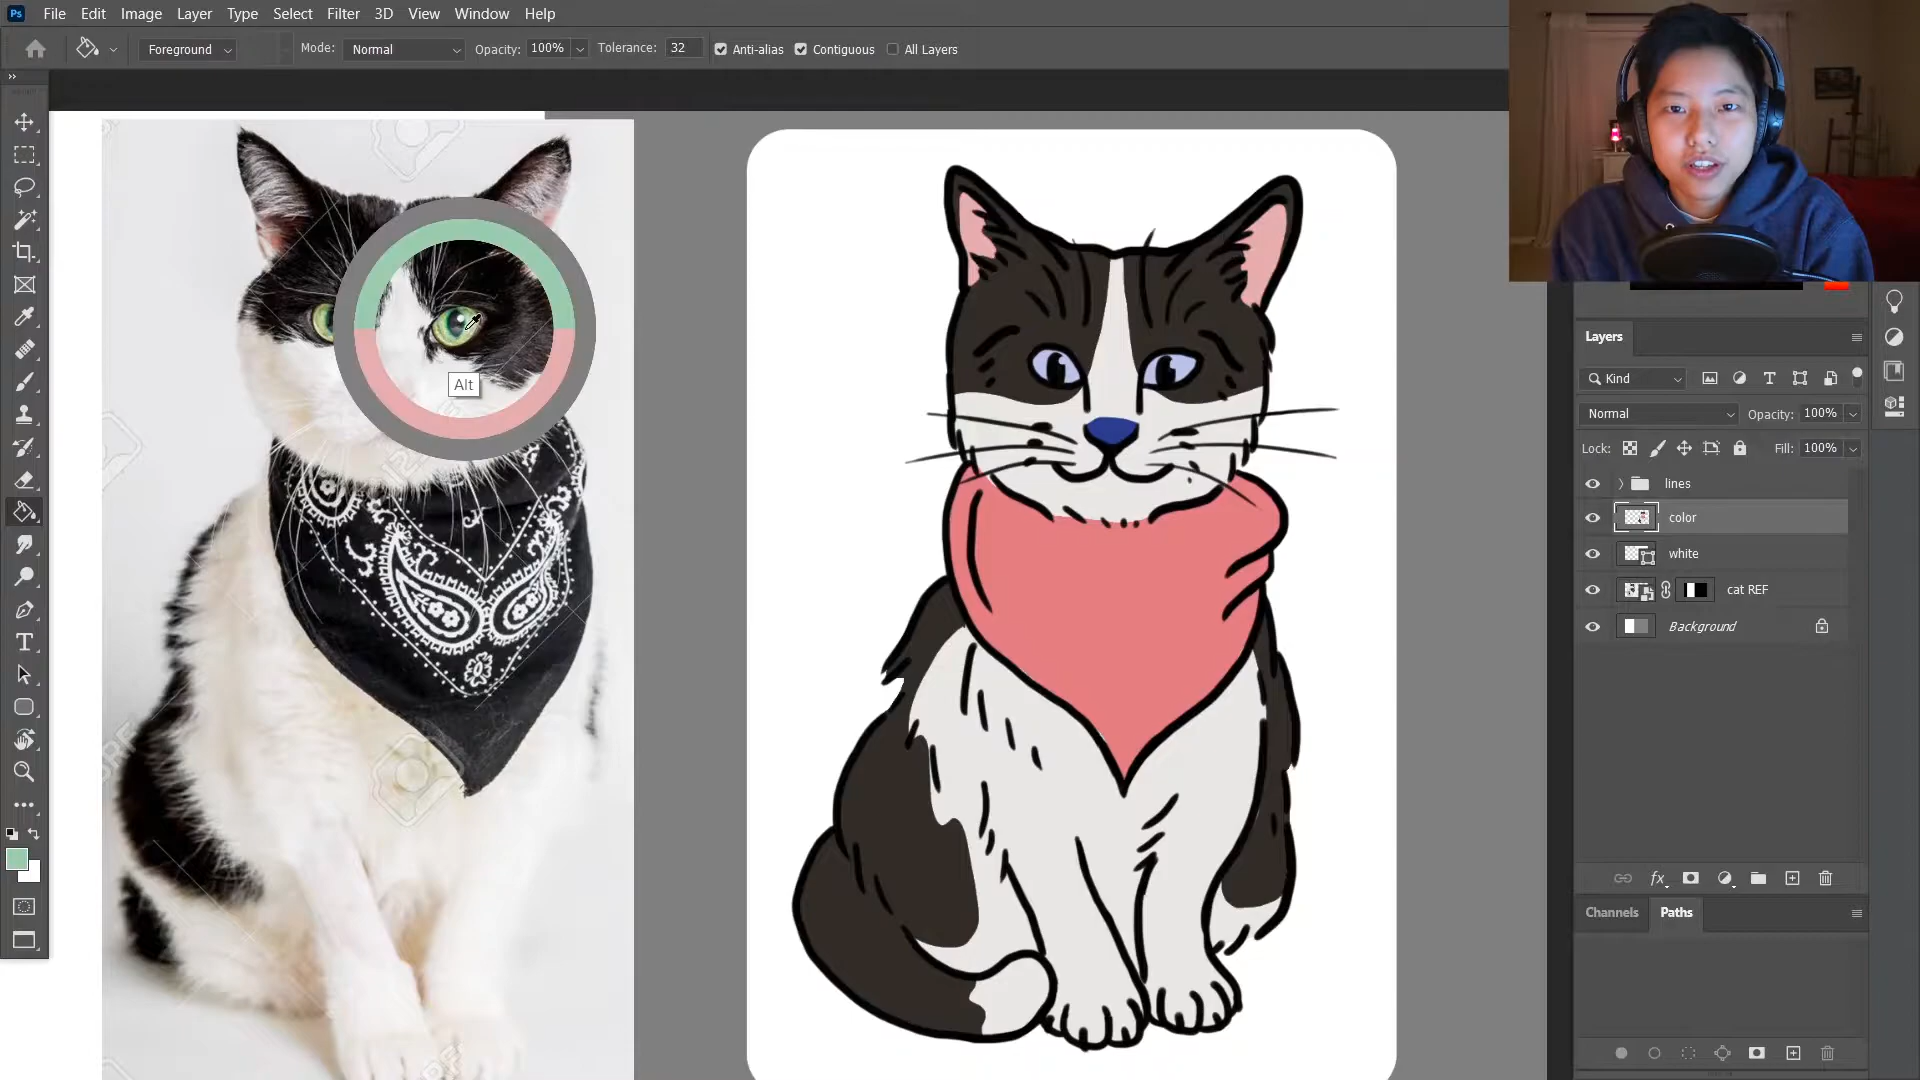 Ps File Edit Image Layer Type Select Filter 3D View Window Help
Foreground Mode: Normal Opacity: 100% Tolerance: 32 Anti-alias Contiguous All Layers
Alt
Layers
Kind
Normal Opacity: 100%
Lock: Fill: 100%
lines
color
white
cat REF
Background
Channels Paths